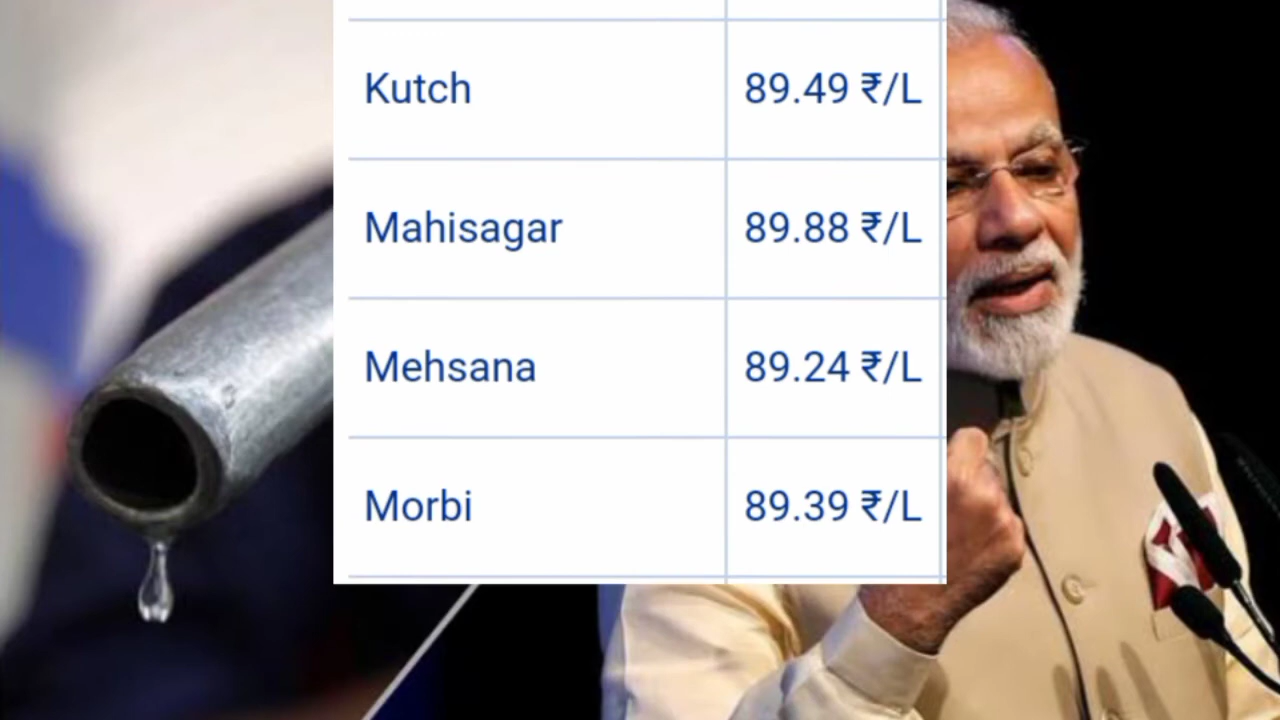 Kutch 89.49 ₹/L
Mahisagar 89.88 ₹/L
Mehsana 89.24 ₹/L
Morbi 89.39 ₹/L